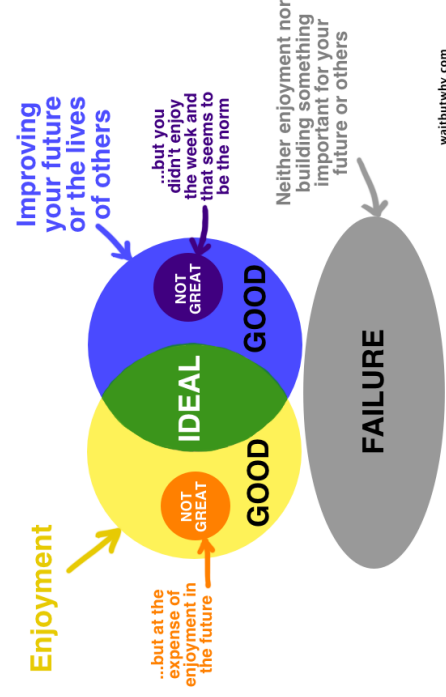 Enjoyment
Improving
your future
or the lives
of others
...but at the
expense of
enjoyment in
the future
...but you
didn't enjoy
the week and
that seems to
be the norm
NOT
GREAT
IDEAL
NOT
GREAT
GOOD
GOOD
Neither enjoyment nor
building something
important for your
future or others
FAILURE
waitbutwhy.com